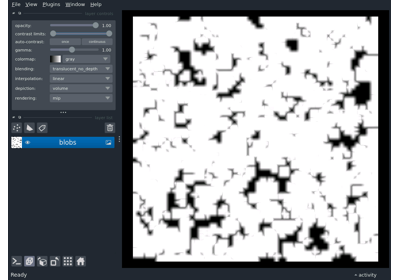 File View Plugins Window Help
opacity: 1.00
contrast limits:
auto-contrast: once continuous
gamma: 1.00
colormap: gray
blending: translucent_no_depth
interpolation: linear
depiction: volume
rendering: mip
blobs
Ready
activity